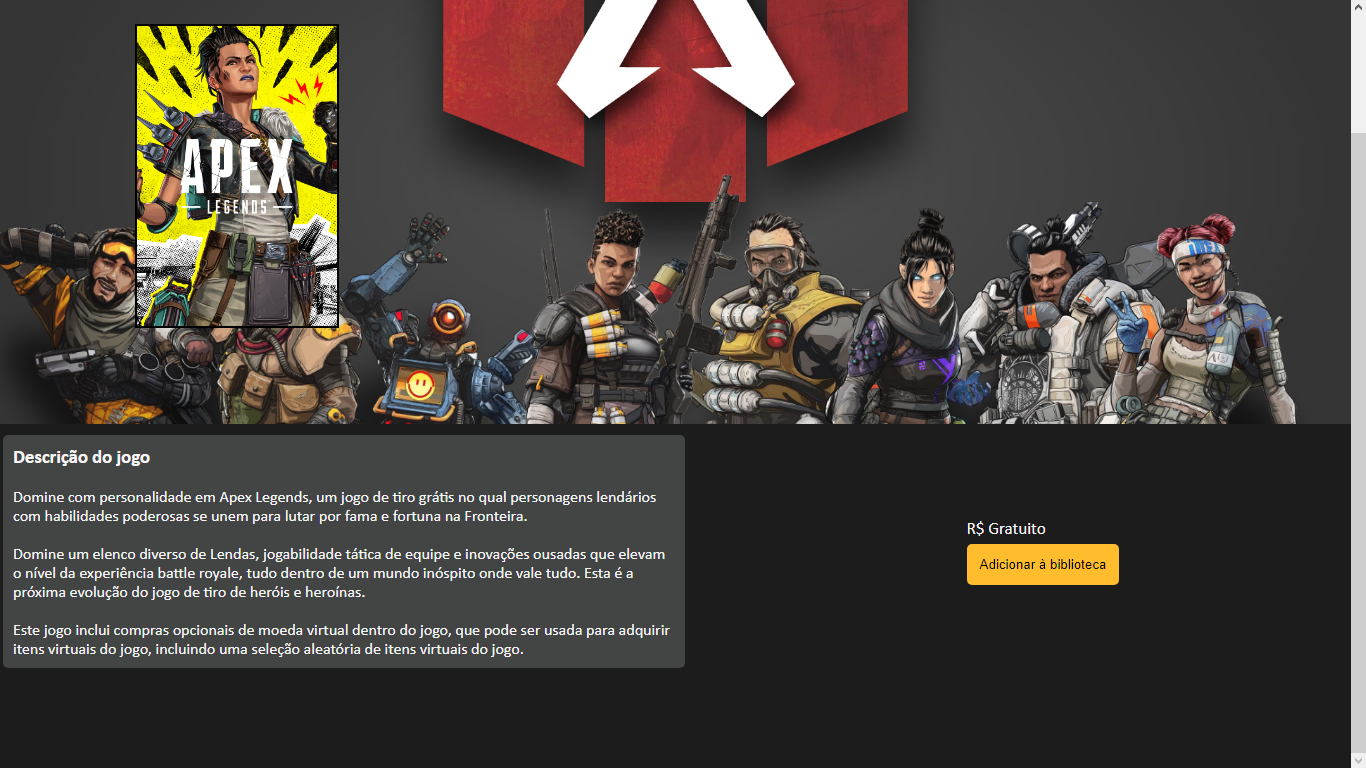 APEX
LEGENDS
Descrição do jogo
Domine com personalidade em Apex Legends, um jogo de tiro grátis no qual personagens lendários
com habilidades poderosas se unem para lutar por fama e fortuna na Fronteira.
Domine um elenco diverso de Lendas, jogabilidade tática de equipe e inovações ousadas que elevam
o nível da experiência battle royale, tudo dentro de um mundo inóspito onde vale tudo. Esta é a
próxima evolução do jogo de tiro de heróis e heroínas.
Este jogo inclui compras opcionais de moeda virtual dentro do jogo, que pode ser usada para adquirir
itens virtuais do jogo, incluindo uma seleção aleatória de itens virtuais do jogo.
R$ Gratuito
Adicionar à biblioteca